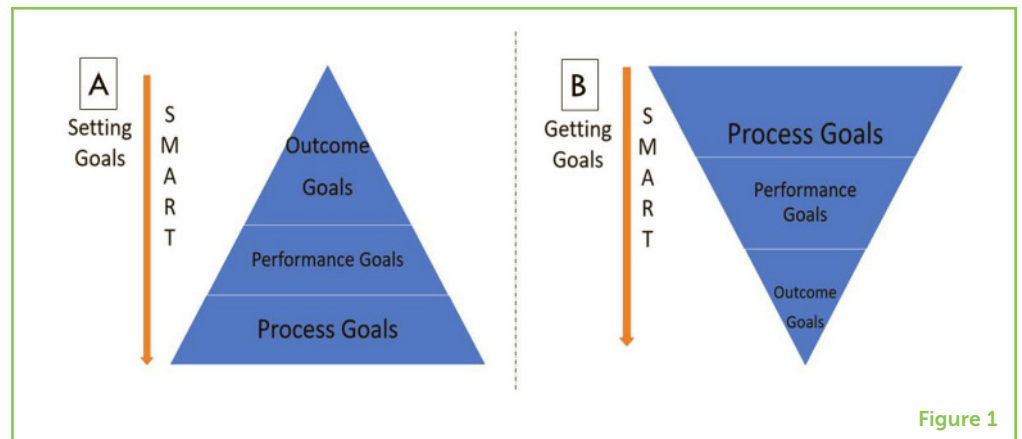 A
Setting
Goals
S
M
A
R
T
Outcome
Goals
Performance Goals
Process Goals
B
Getting
Goals
S
M
A
R
T
Process Goals
Performance
Goals
Outcome
Goals
Figure 1